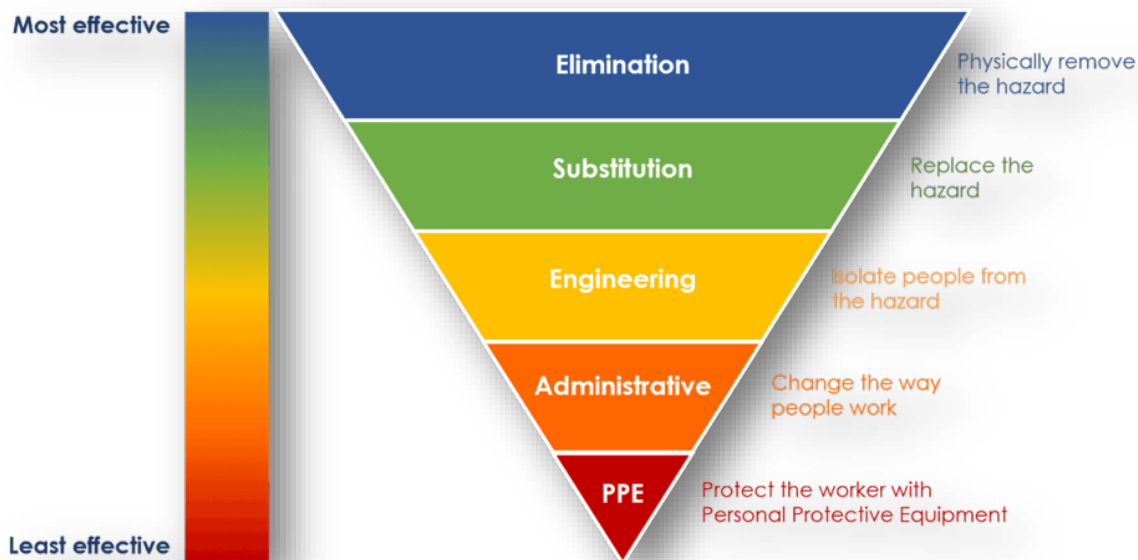 Most effective
Elimination
Physically remove
the hazard
Substitution
Replace the
hazard
Engineering
Isolate people from
the hazard
Administrative
Change the way
people work
PPE
Protect the worker with
Personal Protective Equipment
Least effective